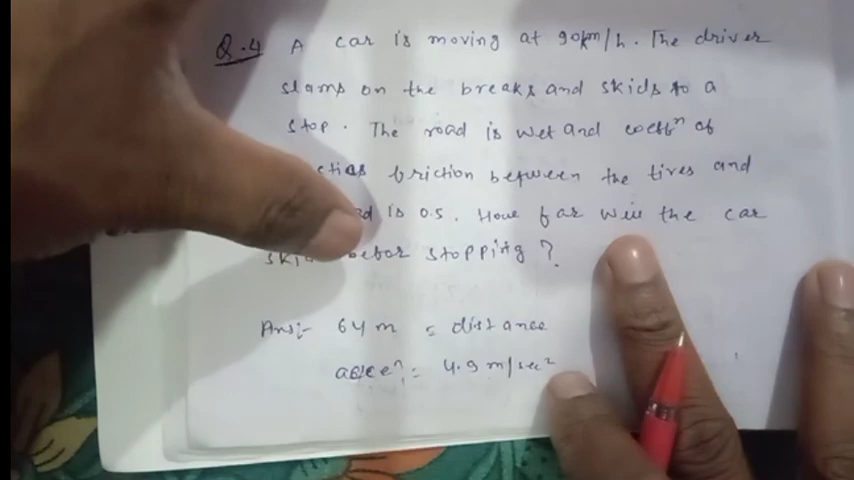 Q.4 A car is moving at 90km/h. The driver
slams on the breaks and skids to a
stop. The road is wet and coeffⁿ of
friction between the tires and
is 0.5. How far will the car
befor stopping?
Ans:- 64 m = distance
acceⁿ = 4.9 m/sec²